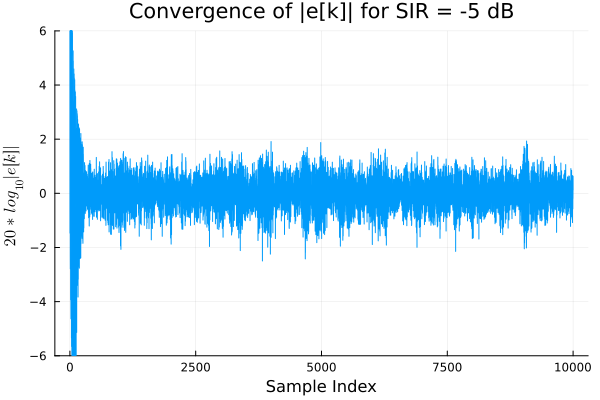 Convergence of |e[k]| for SIR = -5 dB
20 * log₁₀|e[k]|
6
4
2
0
−2
−4
−6
0 2500 5000 7500 10000
Sample Index